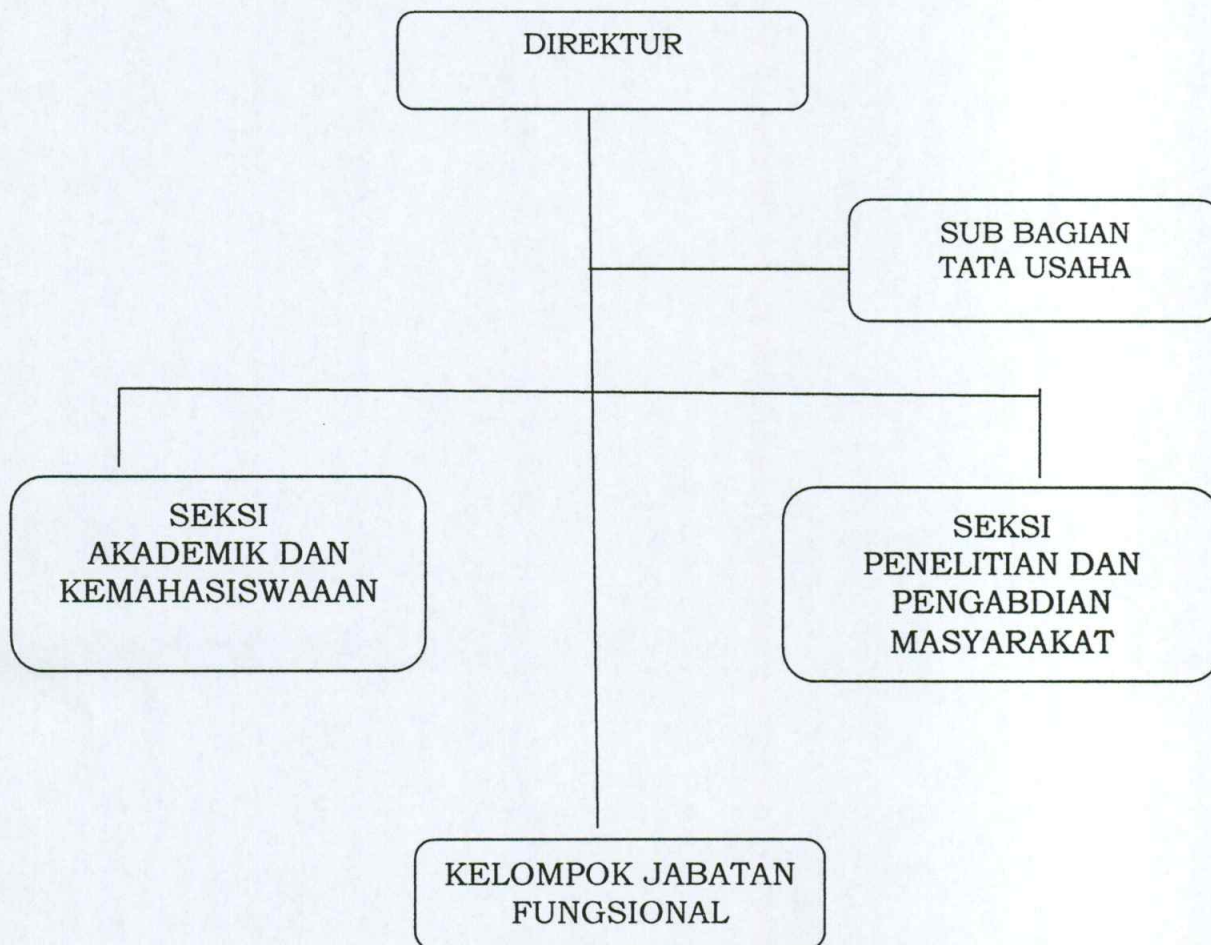 DIREKTUR
SUB BAGIAN
TATA USAHA
SEKSI
AKADEMIK DAN
KEMAHASISWAAAN
SEKSI
PENELITIAN DAN
PENGABDIAN
MASYARAKAT
KELOMPOK JABATAN
FUNGSIONAL